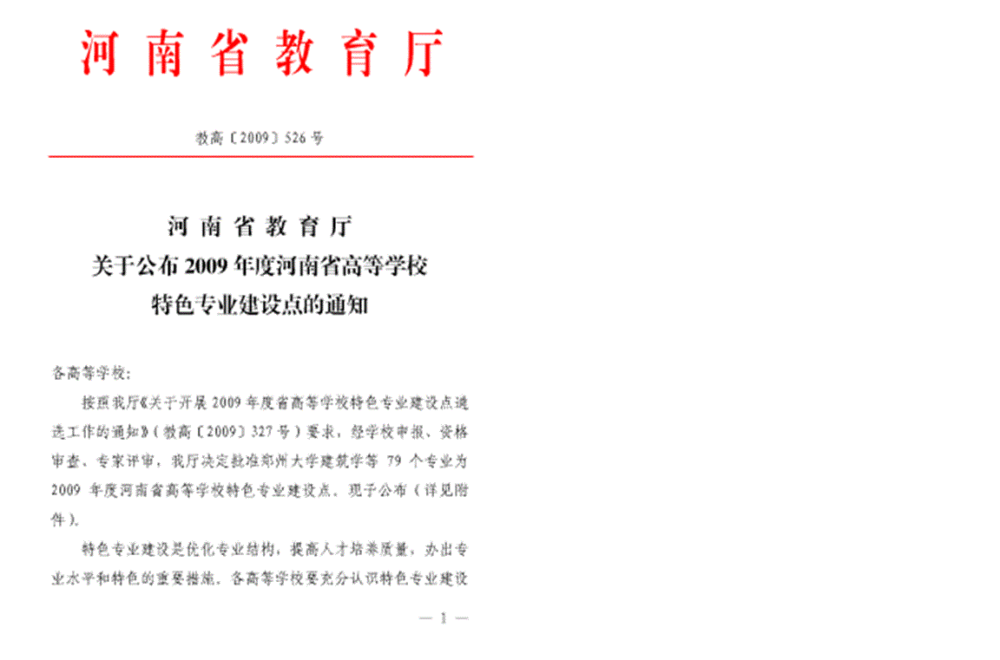 河南省教育厅
教高〔2009〕526 号
河南省教育厅
关于公布 2009 年度河南省高等学校
特色专业建设点的通知
各高等学校:
按照我厅《关于开展 2009 年度省高等学校特色专业建设点遴
选工作的通知》(教高〔2009〕327 号)要求,经学校申报、资格
审查、专家评审,我厅决定批准郑州大学建筑学等 79 个专业为
2009 年度河南省高等学校特色专业建设点。现予公布(详见附
件)。
特色专业建设是优化专业结构,提高人才培养质量,办出专
业水平和特色的重要措施。各高等学校要充分认识特色专业建设
— 1 —